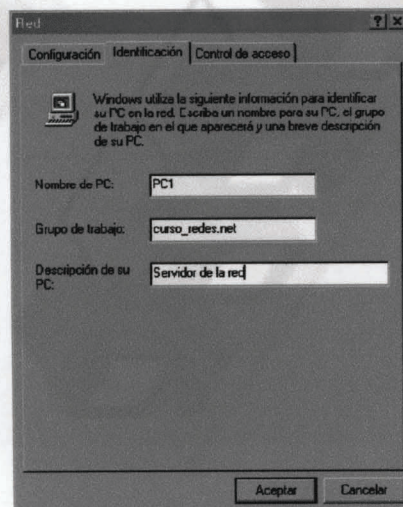 Red
Configuración Identificación Control de acceso
Windows utiliza la siguiente información para identificar
su PC en la red. Escriba un nombre para su PC, el grupo
de trabajo en el que aparecerá y una breve descripción
de su PC.
Nombre de PC: PC1
Grupo de trabajo: curso_redes.net
Descripción de su
PC: Servidor de la red
Aceptar Cancelar